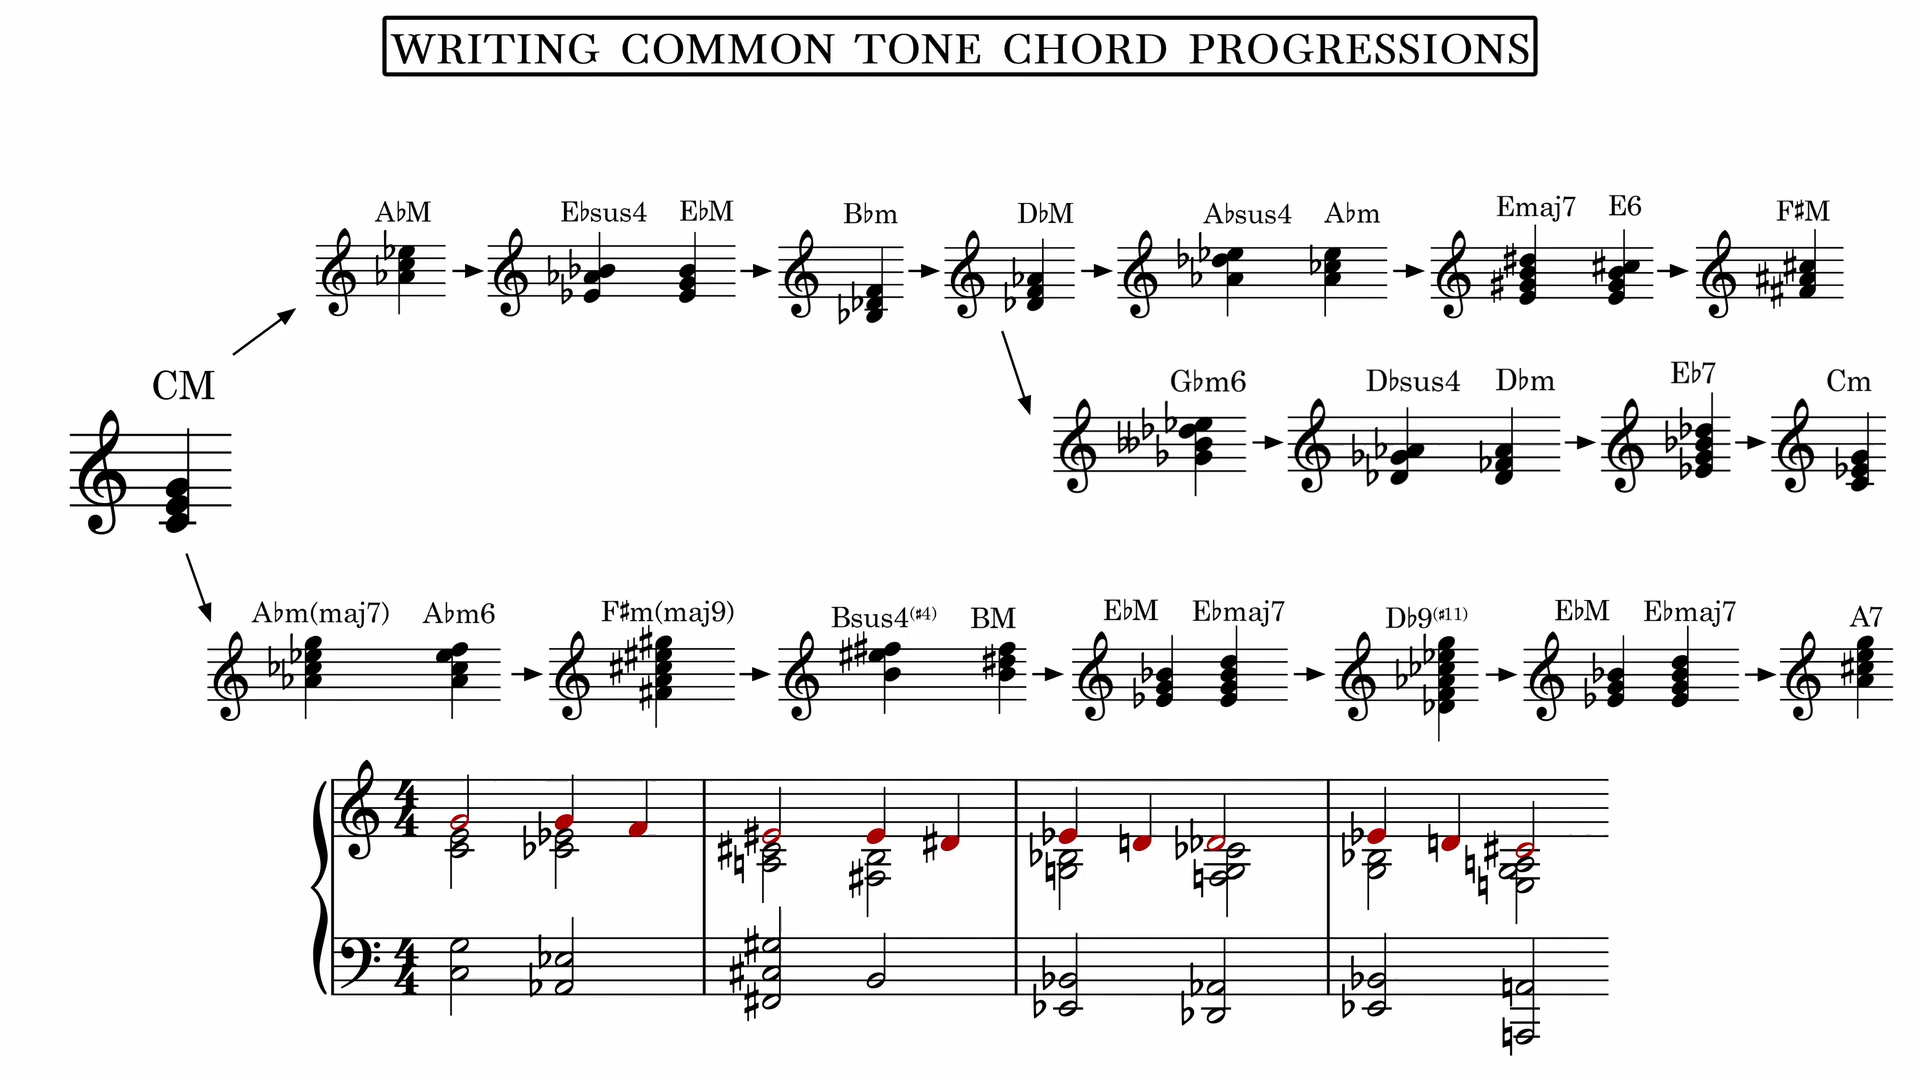 WRITING COMMON TONE CHORD PROGRESSIONS
A♭M E♭sus4 E♭M B♭m D♭M A♭sus4 A♭m Emaj7 E6 F♯M
CM
G♭m6 D♭sus4 D♭m E♭7 Cm
A♭m(maj7) A♭m6 F♯m(maj9) Bsus4(♯4) BM E♭M E♭maj7 D♭9(♯11) E♭M E♭maj7 A7
4
4
4
4